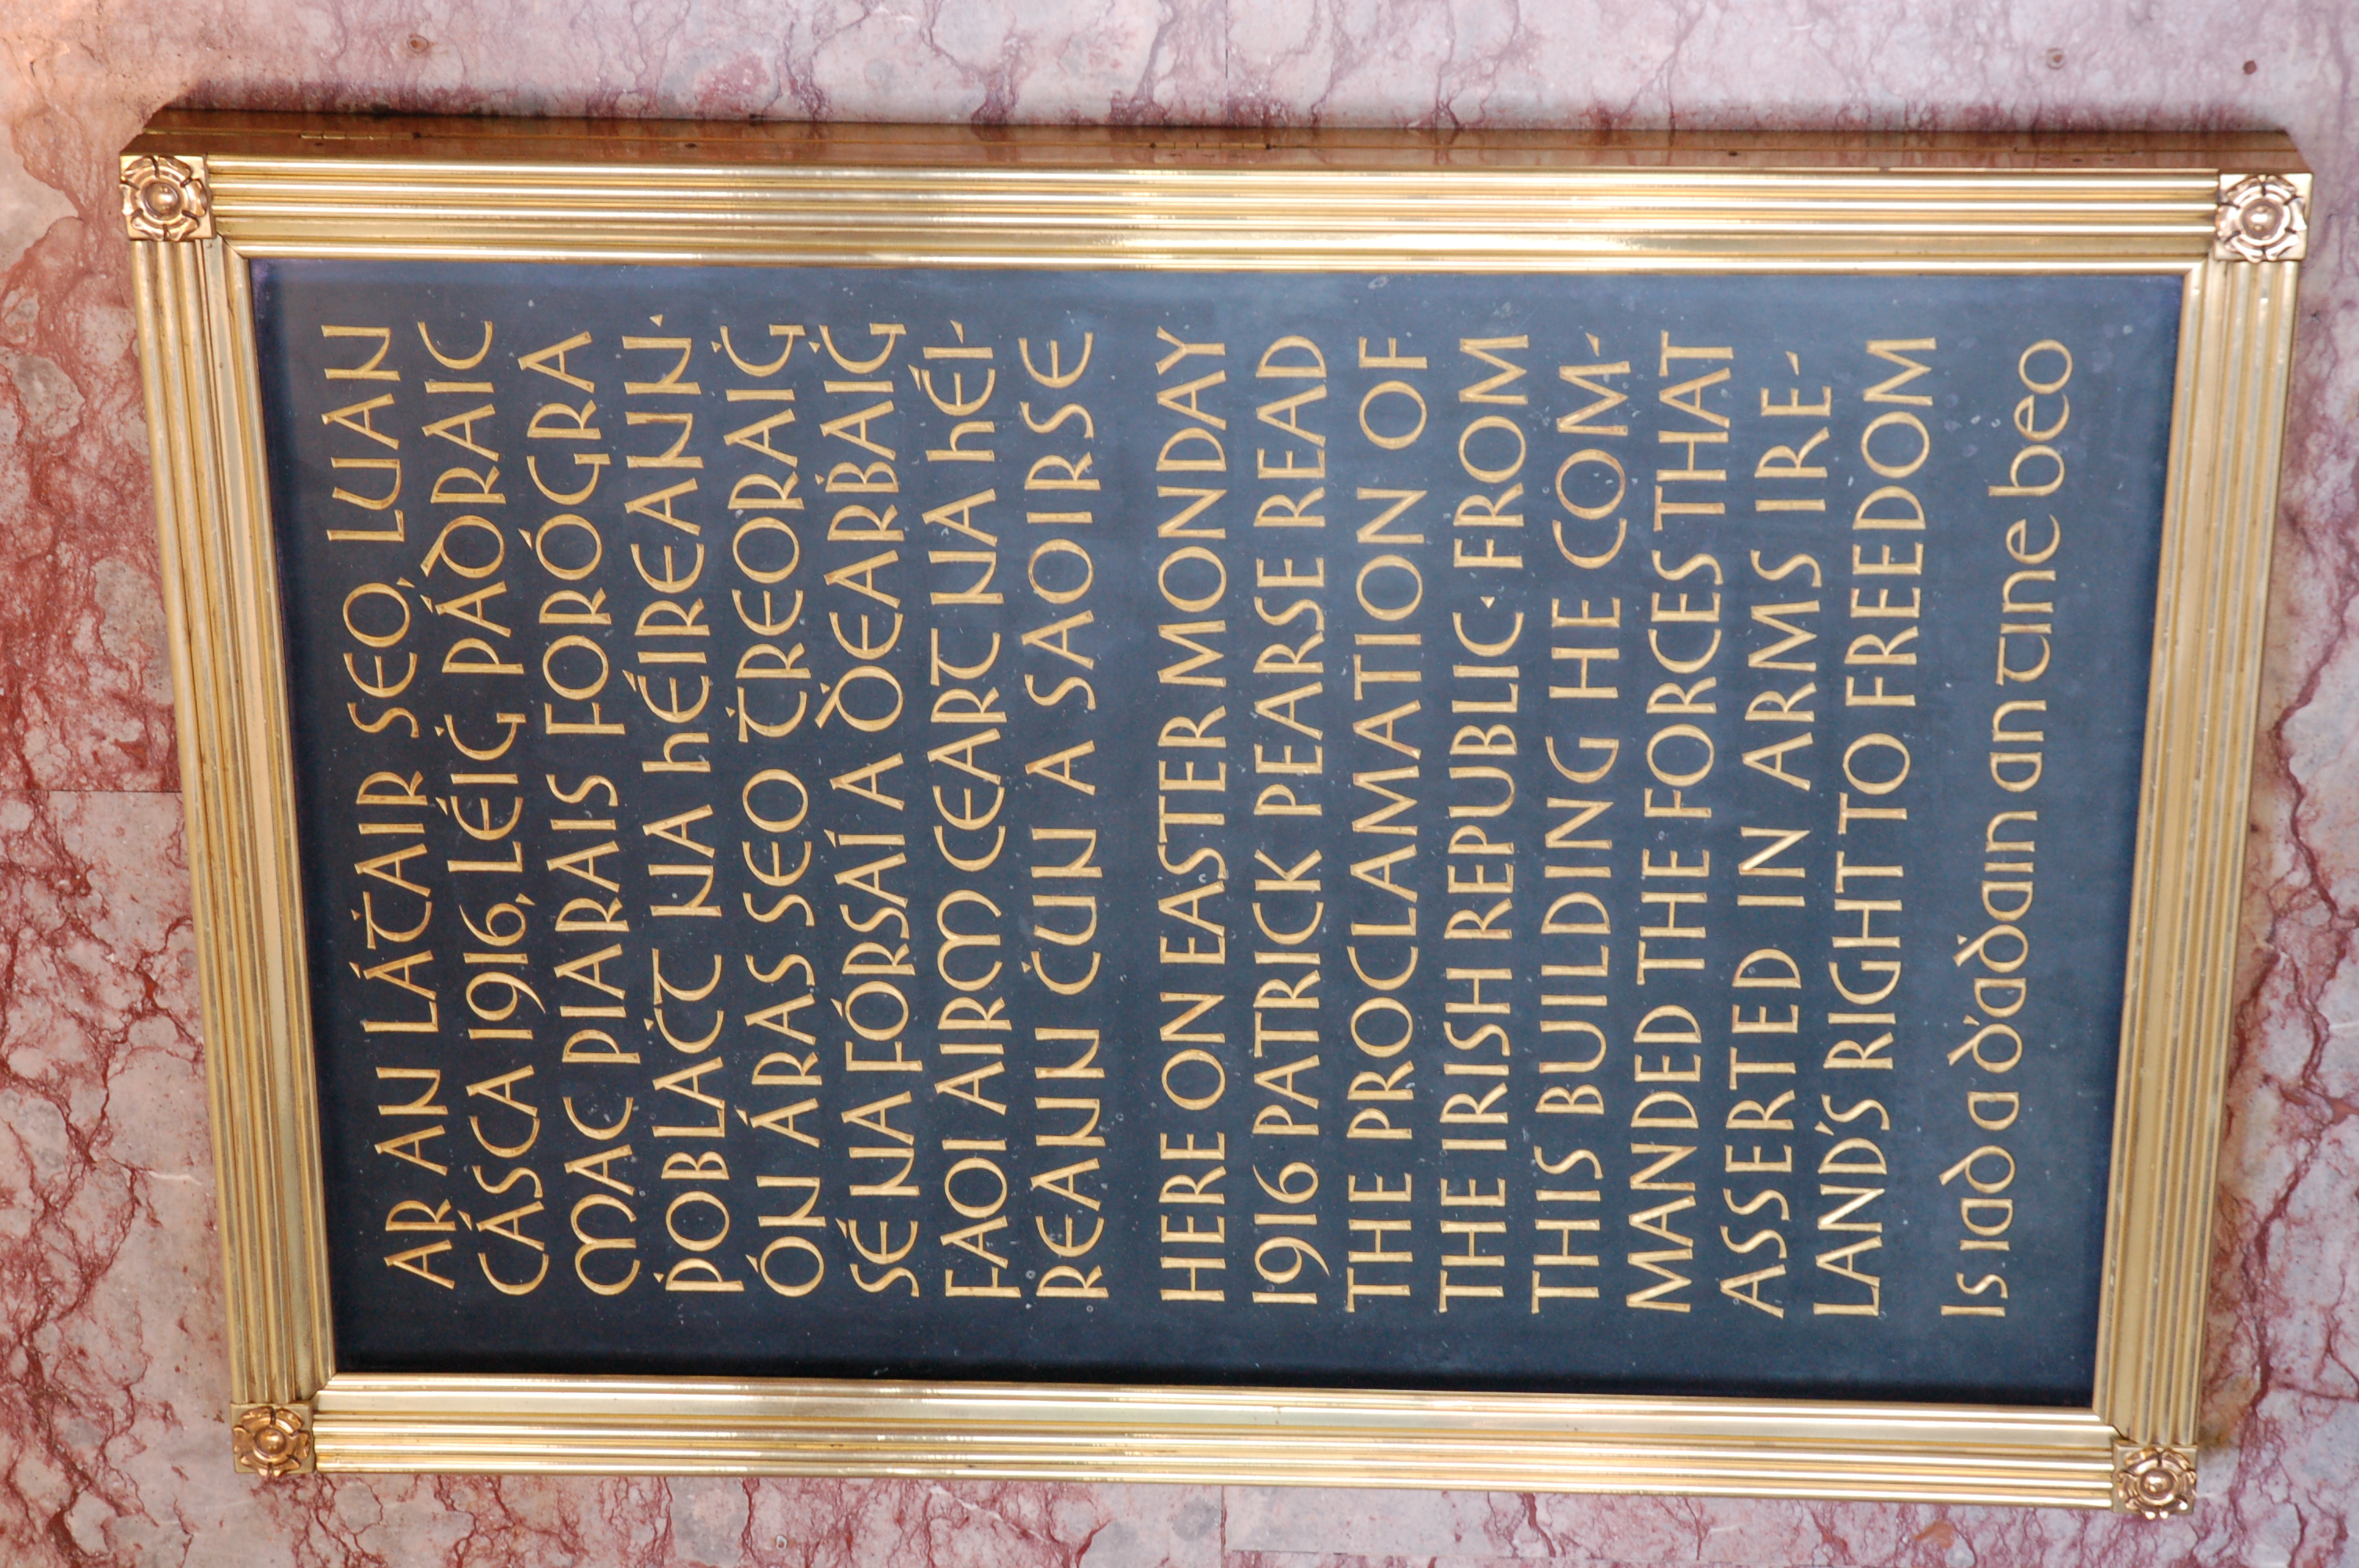 AR AN LÁṪAIR SEO, LUAN
CÁSCA 1916, LÉIĠ PÁDRAIC
MAC PIARAIS FORÓGRA
ṖOBLAĊT NA hÉIREANN·
ÓN ÁRAS SEO ṪREORAIĠ
SÉ NA FÓRSAÍ A ḊEARḂAIĠ
FAOI AIRM CEART NA hÉI-
REANN ĊUN A SAOIRSE
HERE ON EASTER MONDAY
1916 PATRICK PEARSE READ
THE PROCLAMATION OF
THE IRISH REPUBLIC · FROM
THIS BUILDING HE COM-
MANDED THE FORCES THAT
ASSERTED IN ARMS IRE-
LAND'S RIGHT TO FREEDOM
Is iad a d'ḟadain an tine beo